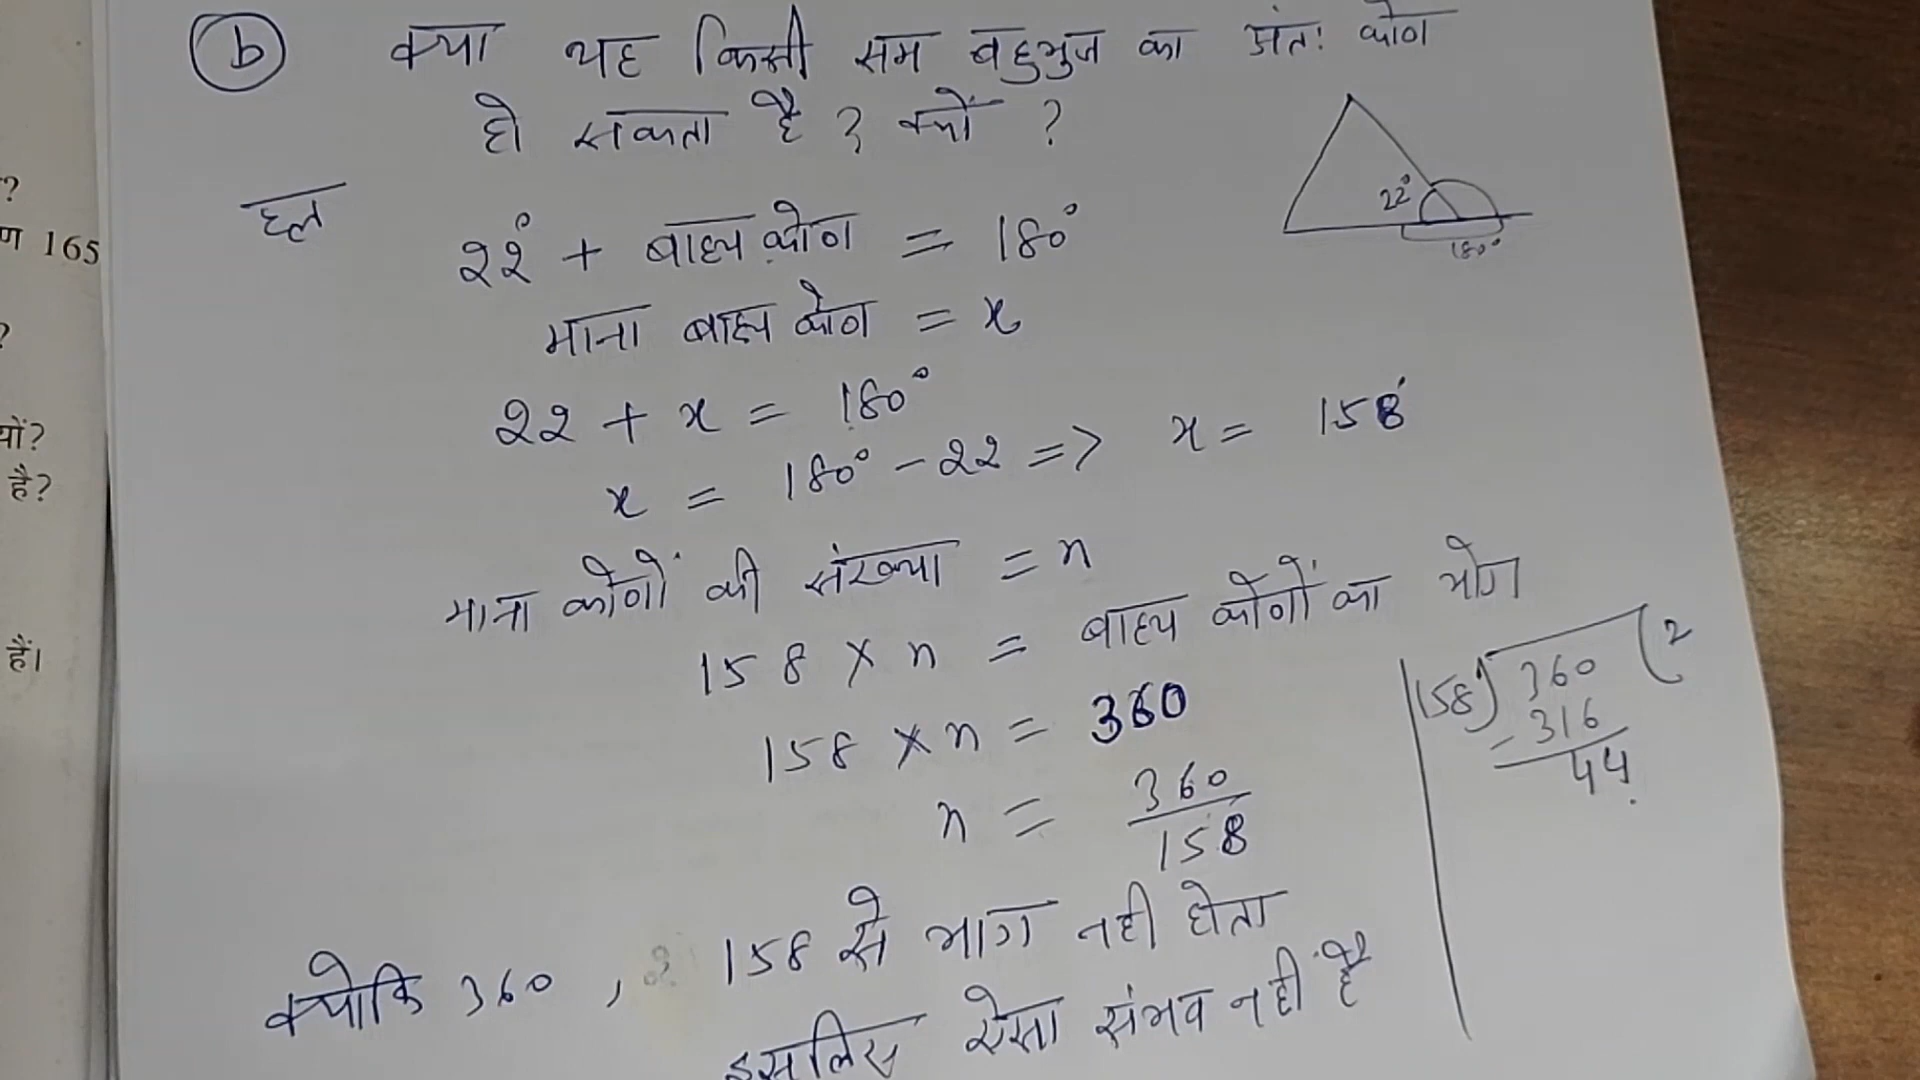 ?
ण 165
?
यों?
है?
हैं।
(b) क्या यह किसी सम बहुभुज का अंतः कोण
हो सकता है ? क्यों ?
22°
180°
हल
22° + बाह्य कोण = 180°
माना बाह्य कोण = x
22 + x = 180°
x = 180° - 22 => x = 158°
माना कोणों की संख्या = n
158 × n = बाह्य कोणों का योग
158 × n = 360
n = 360/158
158) 360 (2
- 316
44
क्योकि 360 , 158 से भाग नही होता
इसलिए ऐसा संभव नही है